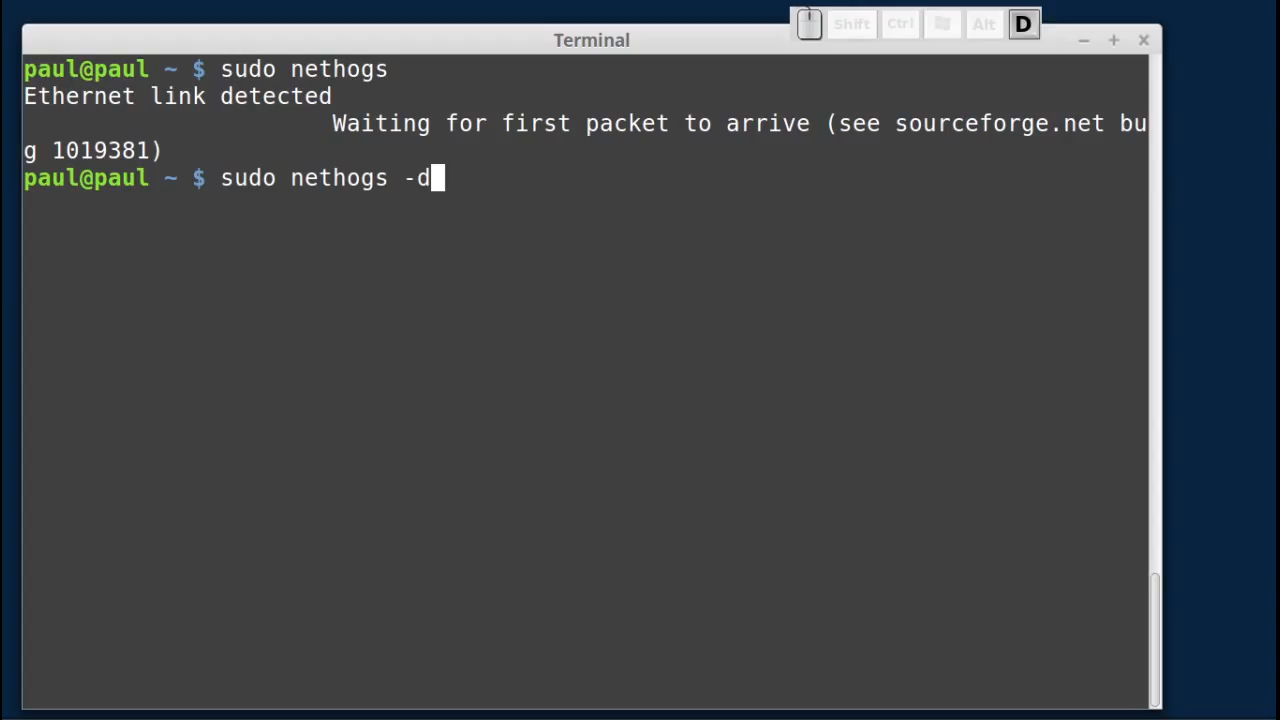 Shift Ctrl Alt D
Terminal
paul@paul ~ $ sudo nethogs
Ethernet link detected
Waiting for first packet to arrive (see sourceforge.net bu
g 1019381)
paul@paul ~ $ sudo nethogs -d